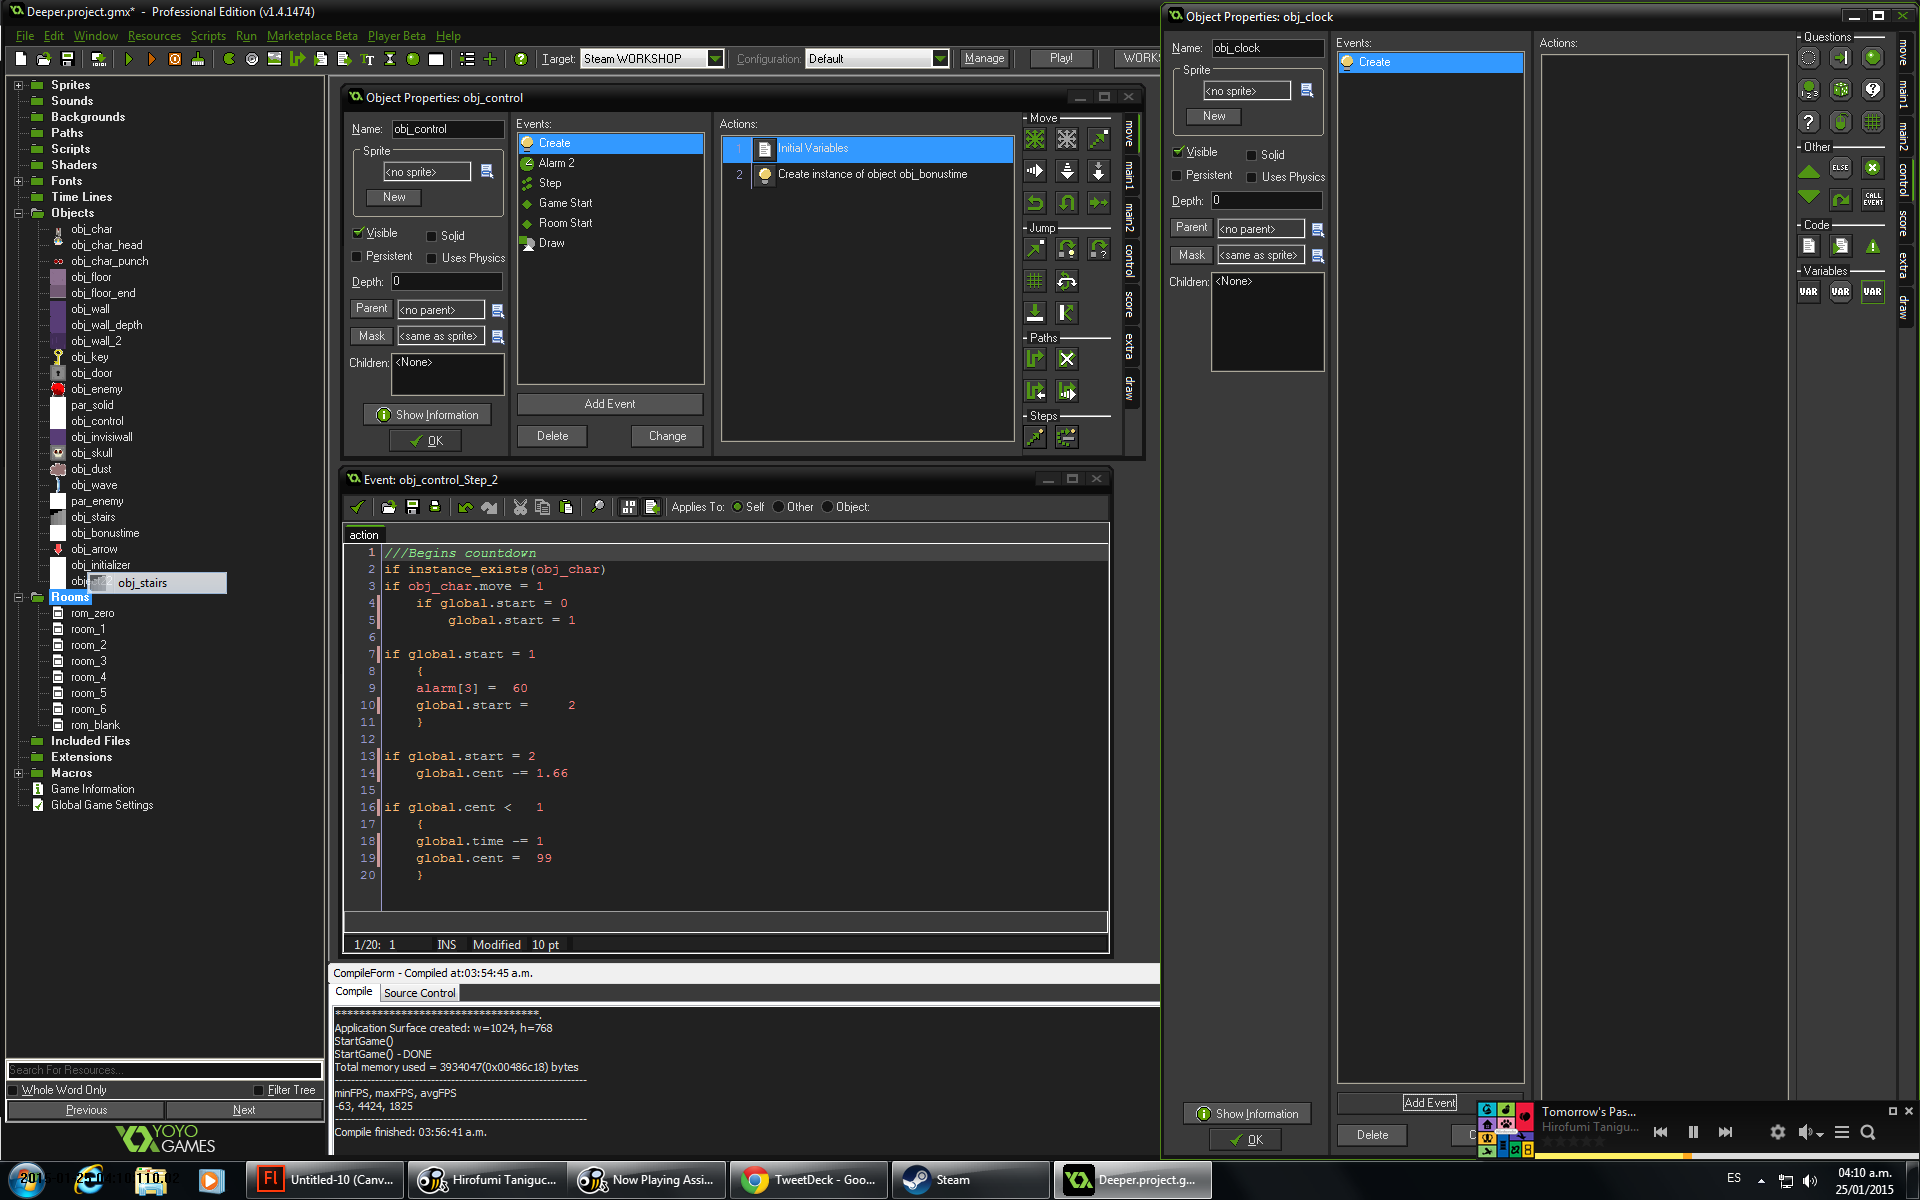 Deeper.project.gmx* - Professional Edition (v1.4.1474)
File Edit Window Resources Scripts Run Marketplace Beta Player Beta Help
Target: Steam WORKSHOP Configuration: Default Manage Play! WORK
Sprites
Sounds
Backgrounds
Paths
Scripts
Shaders
Fonts
Time Lines
Objects
obj_char
obj_char_head
obj_char_punch
obj_floor
obj_floor_end
obj_wall
obj_wall_depth
obj_wall_2
obj_key
obj_door
obj_enemy
par_solid
obj_control
obj_invisiwall
obj_skull
obj_dust
obj_wave
par_enemy
obj_stairs
obj_bonustime
obj_arrow
obj_initializer
obj_stairs
Rooms
rom_zero
room_1
room_2
room_3
room_4
room_5
room_6
rom_blank
Included Files
Extensions
Macros
Game Information
Global Game Settings
Search For Resources...
Whole Word Only Filter Tree
Previous Next
YOYO
GAMES
Object Properties: obj_control
Name: obj_control
Sprite
<no sprite>
New
Visible Solid
Persistent Uses Physics
Depth: 0
Parent <no parent>
Mask <same as sprite>
Children: <None>
Show Information
OK
Events:
Create
Alarm 2
Step
Game Start
Room Start
Draw
Add Event
Delete Change
Actions:
1 Initial Variables
2 Create instance of object obj_bonustime
Move
Jump
Paths
Steps
move
main1
main2
control
score
extra
draw
Event: obj_control_Step_2
Applies To: Self Other Object:
action
1 ///Begins countdown
2 if instance_exists(obj_char)
3 if obj_char.move = 1
4 if global.start = 0
5 global.start = 1
6
7 if global.start = 1
8 {
9 alarm[3] = 60
10 global.start = 2
11 }
12
13 if global.start = 2
14 global.cent -= 1.66
15
16 if global.cent < 1
17 {
18 global.time -= 1
19 global.cent = 99
20 }
1/20: 1 INS Modified 10 pt
CompileForm - Compiled at:03:54:45 a.m.
Compile Source Control
**********************************.
Application Surface created: w=1024, h=768
StartGame()
StartGame() - DONE
Total memory used = 3934047(0x00486c18) bytes
minFPS, maxFPS, avgFPS
-63, 4424, 1825
Compile finished: 03:56:41 a.m.
Object Properties: obj_clock
Name: obj_clock
Sprite
<no sprite>
New
Visible Solid
Persistent Uses Physics
Depth: 0
Parent <no parent>
Mask <same as sprite>
Children: <None>
Show Information
OK
Events:
Create
Add Event
Delete
Actions:
Questions
Other
ELSE
CALL EVENT
Code
Variables
VAR VAR VAR
move
main1
main2
control
score
extra
draw
Tomorrow's Pas...
Hirofumi Tanigu...
Untitled-10 (Canv...
Hirofumi Taniguc...
Now Playing Assi...
TweetDeck - Goo...
Steam
Deeper.project.g...
ES
04:10 a.m.
25/01/2015